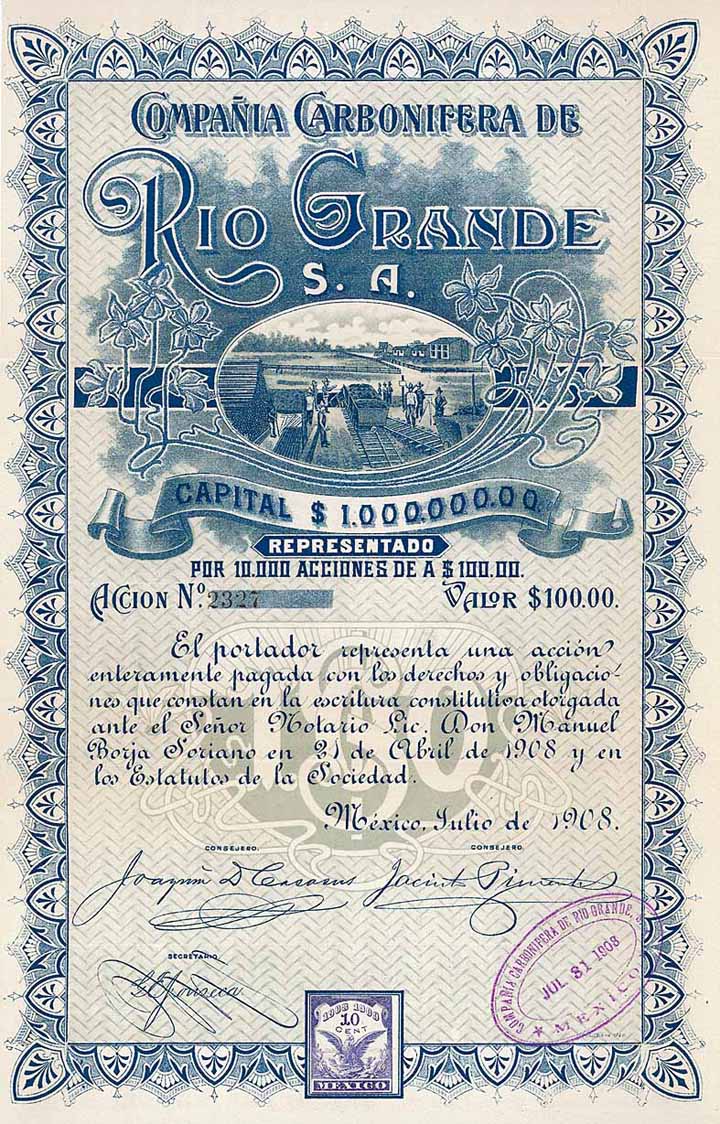 COMPAÑIA CARBONIFERA DE
RIO GRANDE
S. A.
CAPITAL $ 1.000,000.00.
REPRESENTADO
POR 10.000 ACCIONES DE A $100.00.
ACCION Nº. 2327
VALOR $100.00.
El portador representa una acción
enteramente pagada con los derechos y obligacio-
nes que constan en la escritura constitutiva otorgada
ante el Señor Notario Lic. Don Manuel
Borja Soriano en 21 de Abril de 1908 y en
los Estatutos de la Sociedad.
México, Julio de 1908.
CONSEJERO.
CONSEJERO
Joaquín D Casasus
Jacinto Pimentel
SECRETARIO
COMPAÑIA CARBONIFERA DE RIO GRANDE, S.
JUL 31 1908
★ MEXICO
10
CENT
MEXICO